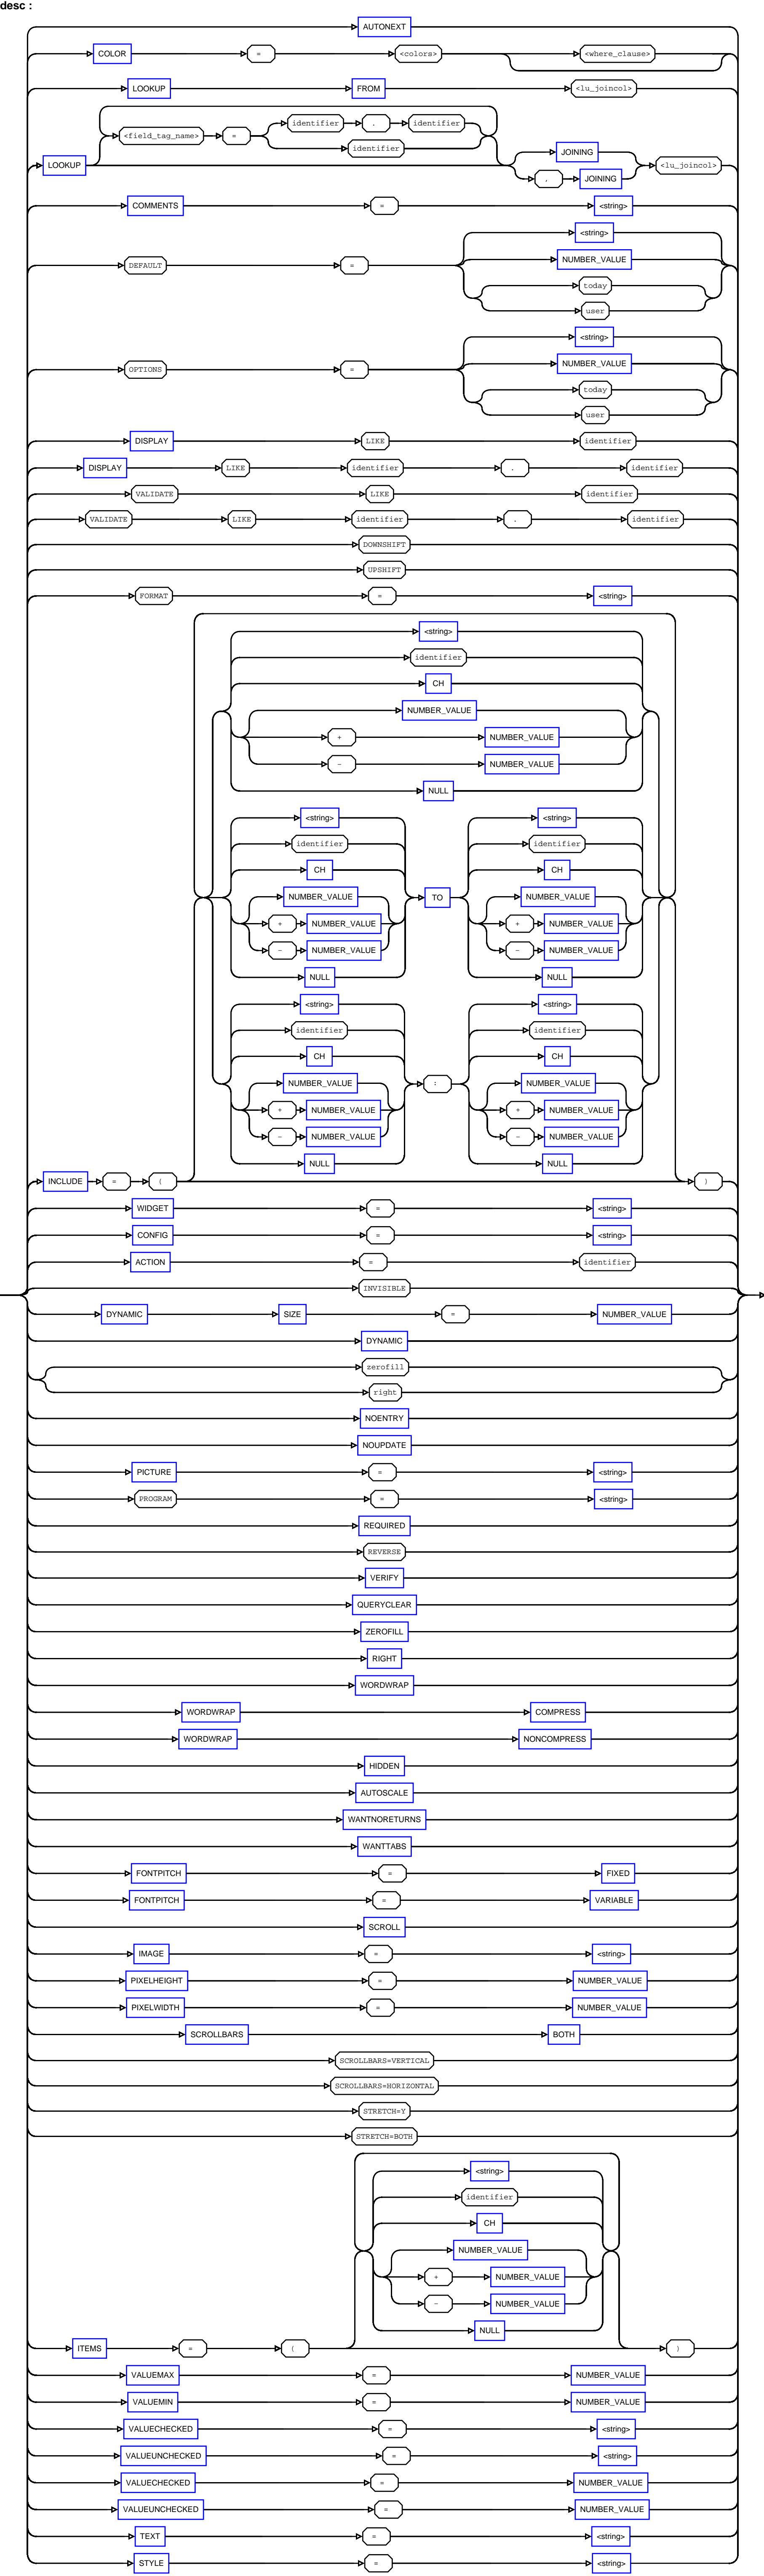 desc :
AUTONEXT
COLOR = <colors> <where_clause>
LOOKUP FROM <lu_joincol>
identifier . identifier
<field_tag_name> =
identifier
JOINING
LOOKUP <lu_joincol>
, JOINING
COMMENTS = <string>
<string>
NUMBER_VALUE
DEFAULT =
today
user
<string>
NUMBER_VALUE
OPTIONS =
today
user
DISPLAY LIKE identifier
DISPLAY LIKE identifier . identifier
VALIDATE LIKE identifier
VALIDATE LIKE identifier . identifier
DOWNSHIFT
UPSHIFT
FORMAT = <string>
<string>
identifier
CH
NUMBER_VALUE
+ NUMBER_VALUE
- NUMBER_VALUE
NULL
<string> <string>
identifier identifier
CH CH
NUMBER_VALUE TO NUMBER_VALUE
+ NUMBER_VALUE + NUMBER_VALUE
- NUMBER_VALUE - NUMBER_VALUE
NULL NULL
<string> <string>
identifier identifier
CH CH
NUMBER_VALUE : NUMBER_VALUE
+ NUMBER_VALUE + NUMBER_VALUE
- NUMBER_VALUE - NUMBER_VALUE
NULL NULL
INCLUDE = ( )
WIDGET = <string>
CONFIG = <string>
ACTION = identifier
INVISIBLE
DYNAMIC SIZE = NUMBER_VALUE
DYNAMIC
zerofill
right
NOENTRY
NOUPDATE
PICTURE = <string>
PROGRAM = <string>
REQUIRED
REVERSE
VERIFY
QUERYCLEAR
ZEROFILL
RIGHT
WORDWRAP
WORDWRAP COMPRESS
WORDWRAP NONCOMPRESS
HIDDEN
AUTOSCALE
WANTNORETURNS
WANTTABS
FONTPITCH = FIXED
FONTPITCH = VARIABLE
SCROLL
IMAGE = <string>
PIXELHEIGHT = NUMBER_VALUE
PIXELWIDTH = NUMBER_VALUE
SCROLLBARS BOTH
SCROLLBARS=VERTICAL
SCROLLBARS=HORIZONTAL
STRETCH=Y
STRETCH=BOTH
<string>
identifier
CH
NUMBER_VALUE
+ NUMBER_VALUE
- NUMBER_VALUE
NULL
ITEMS = ( )
VALUEMAX = NUMBER_VALUE
VALUEMIN = NUMBER_VALUE
VALUECHECKED = <string>
VALUEUNCHECKED = <string>
VALUECHECKED = NUMBER_VALUE
VALUEUNCHECKED = NUMBER_VALUE
TEXT = <string>
STYLE = <string>